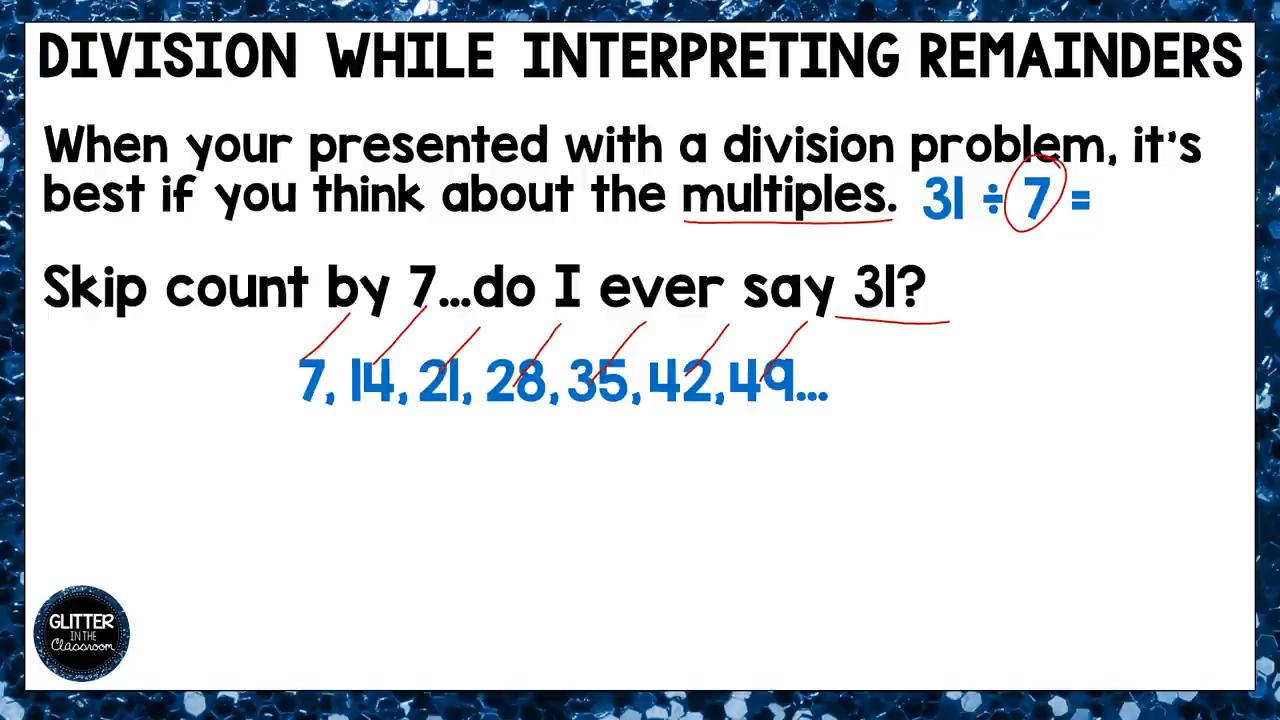 DIVISION WHILE INTERPRETING REMAINDERS
When your presented with a division problem, it's
best if you think about the multiples. 31 ÷ 7 =
Skip count by 7...do I ever say 31?
7, 14, 21, 28, 35, 42, 49...
GLITTER
IN THE
Classroom